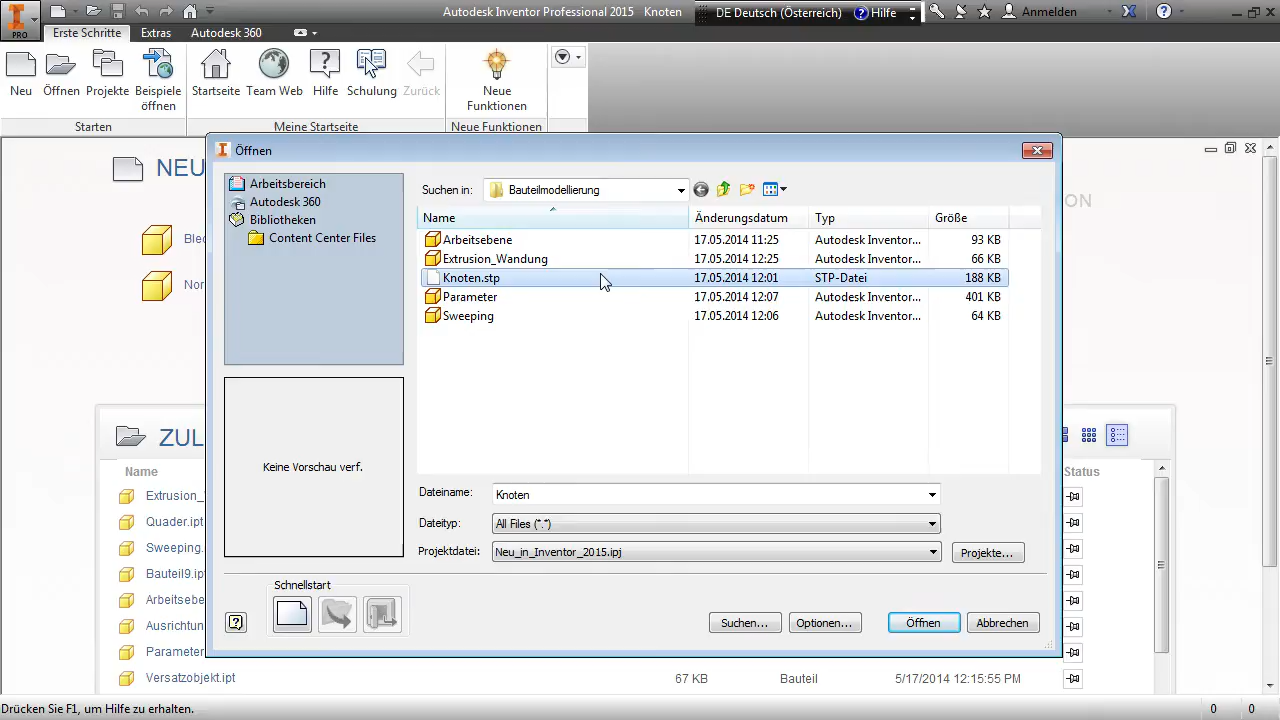 Autodesk Inventor Professional 2015 Knoten
DE Deutsch (Österreich) Hilfe
Anmelden
PRO
Erste Schritte Extras Autodesk 360
Neu Öffnen Projekte Beispiele öffnen
Startseite Team Web Hilfe Schulung Zurück
Neue Funktionen
Starten Meine Startseite Neue Funktionen
Öffnen
NEU
Arbeitsbereich
Autodesk 360
Bibliotheken
Content Center Files
Suchen in: Bauteilmodellierung
Name Änderungsdatum Typ Größe
Arbeitsebene 17.05.2014 11:25 Autodesk Inventor... 93 KB
Extrusion_Wandung 17.05.2014 12:25 Autodesk Inventor... 66 KB
Knoten.stp 17.05.2014 12:01 STP-Datei 188 KB
Parameter 17.05.2014 12:07 Autodesk Inventor... 401 KB
Sweeping 17.05.2014 12:06 Autodesk Inventor... 64 KB
Keine Vorschau verf.
Dateiname: Knoten
Dateityp: All Files (*.*)
Projektdatei: Neu_in_Inventor_2015.ipj Projekte...
Schnellstart
Suchen... Optionen... Öffnen Abbrechen
ON
Ble
Nor
ZUL
Name Status
Extrusion_
Quader.ipt
Sweeping.
Bauteil9.ipt
Arbeitsebe
Ausrichtun
Parameter
Versatzobjekt.ipt 67 KB Bauteil 5/17/2014 12:15:55 PM
Drücken Sie F1, um Hilfe zu erhalten. 0 0